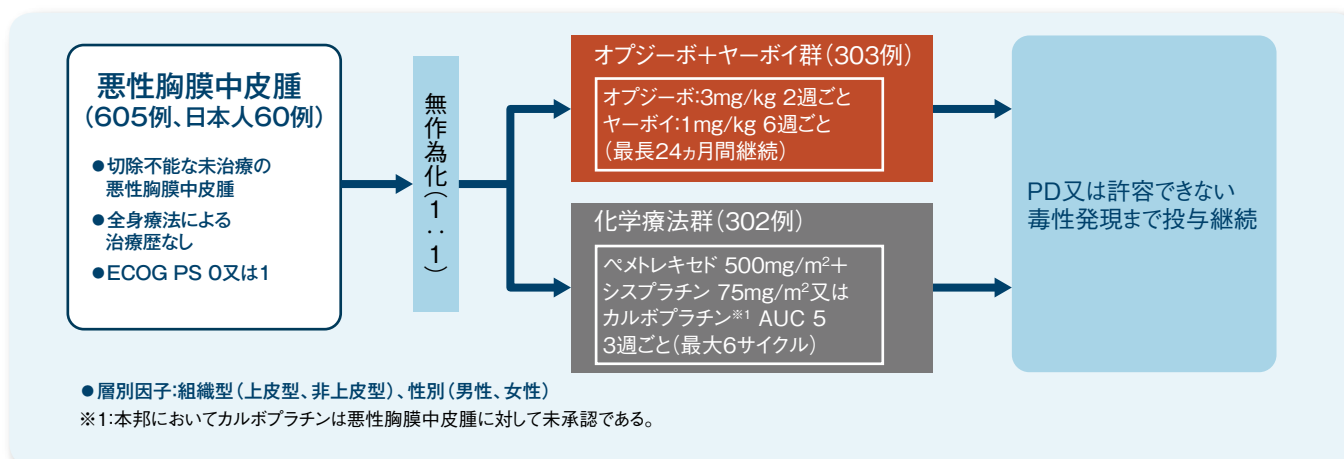 悪性胸膜中皮腫
(605例、日本人60例)
●切除不能な未治療の
悪性胸膜中皮腫
●全身療法による
治療歴なし
●ECOG PS 0又は1
無作為化(1:1)
オプジーボ+ヤーボイ群(303例)
オプジーボ:3mg/kg 2週ごと
ヤーボイ:1mg/kg 6週ごと
(最長24ヵ月間継続)
化学療法群(302例)
ペメトレキセド 500mg/m²+
シスプラチン 75mg/m²又は
カルボプラチン※1 AUC 5
3週ごと(最大6サイクル)
PD又は許容できない
毒性発現まで投与継続
●層別因子:組織型(上皮型、非上皮型)、性別(男性、女性)
※1:本邦においてカルボプラチンは悪性胸膜中皮腫に対して未承認である。